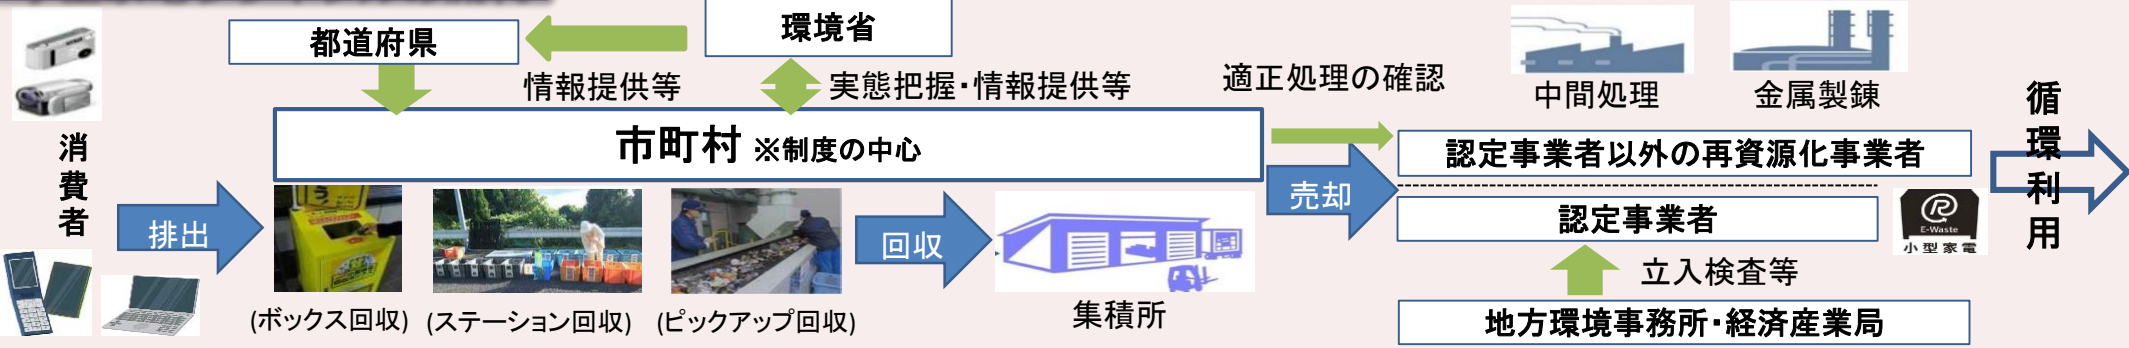 環境省
都道府県
情報提供等
実態把握・情報提供等
適正処理の確認
中間処理
金属製錬
消費者
市町村 ※制度の中心
認定事業者以外の再資源化事業者
循環利用
排出
回収
売却
認定事業者
E-Waste
小型家電
立入検査等
(ボックス回収)
(ステーション回収)
(ピックアップ回収)
集積所
地方環境事務所・経済産業局